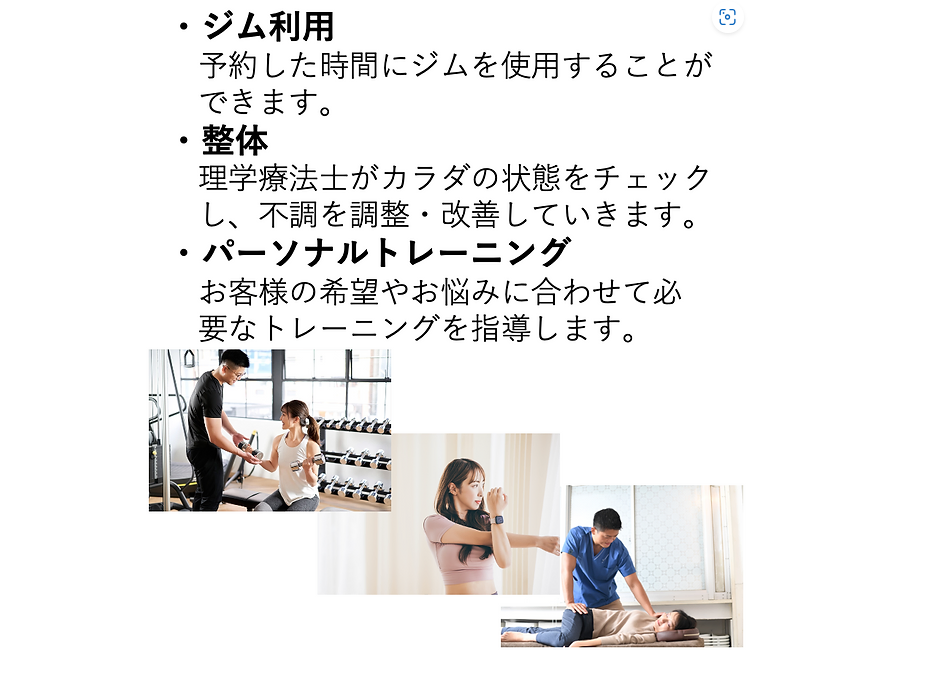 ・ジム利用
予約した時間にジムを使用することが
できます。
・整体
理学療法士がカラダの状態をチェック
し、不調を調整・改善していきます。
・パーソナルトレーニング
お客様の希望やお悩みに合わせて必
要なトレーニングを指導します。